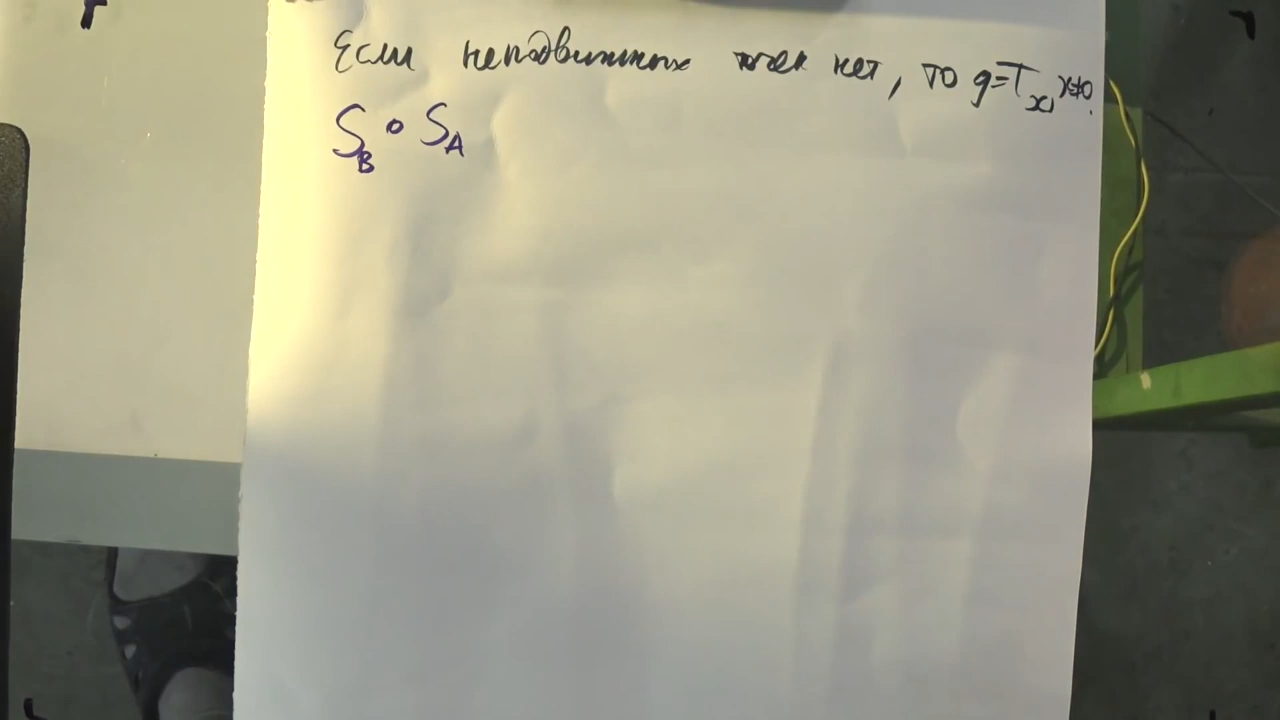 Если неподвижных точек нет, то g=T_x, x≠0.
S_B ∘ S_A